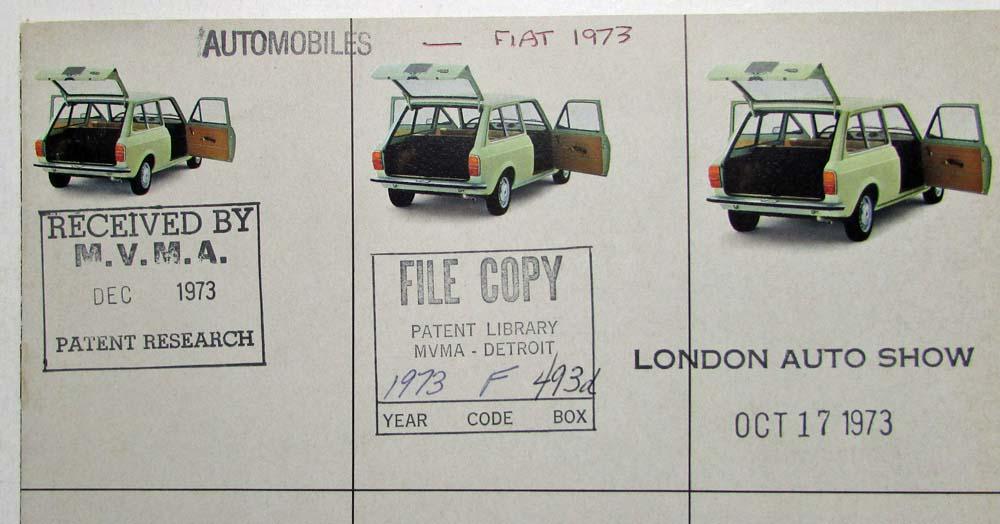 AUTOMOBILES — FIAT 1973
RECEIVED BY
M.V.M.A.
DEC 1973
PATENT RESEARCH
FILE COPY
PATENT LIBRARY
MVMA - DETROIT
1973 F 493d
YEAR CODE BOX
LONDON AUTO SHOW
OCT 17 1973